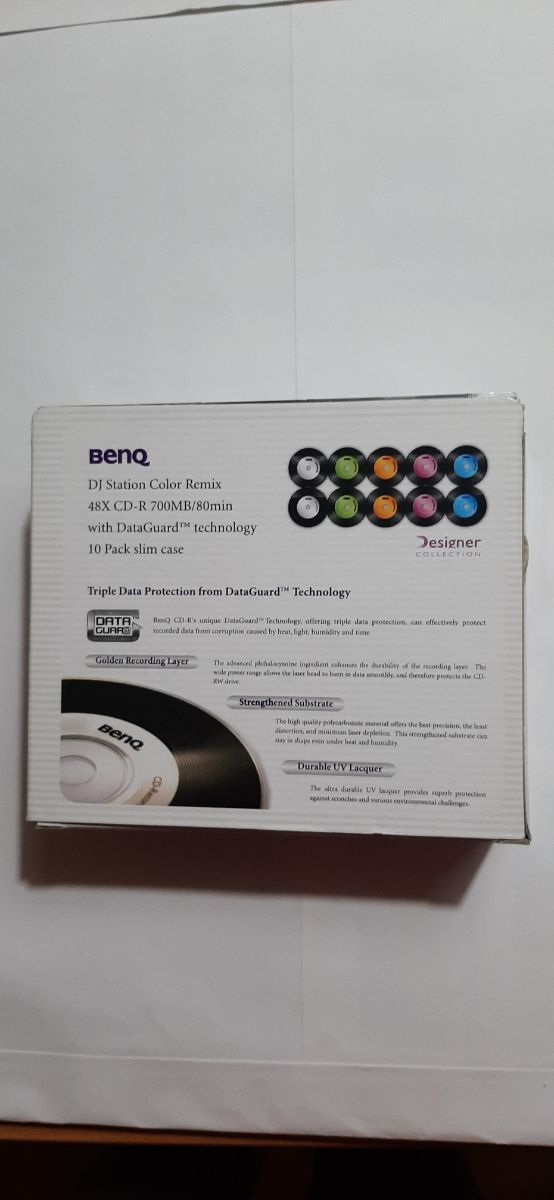 BenQ
DJ Station Color Remix
48X CD-R 700MB/80min
with DataGuard™ technology
10 Pack slim case
Designer
COLLECTION
Triple Data Protection from DataGuard™ Technology
DATA
GUARD
TM
BenQ CD-R's unique DataGuard™ Technology, offering triple data protection, can effectively protect
recorded data from corruption caused by heat, light, humidity and time.
Golden Recording Layer
The advanced phthalocyanine ingredient enhances the durability of the recording layer. The
wide power range allows the laser head to burn in data smoothly, and therefore protects the CD-
RW drive.
Strengthened Substrate
The high quality polycarbonate material offers the best precision, the least
distortion, and minimum laser depletion. This strengthened substrate can
stay in shape even under heat and humidity.
BenQ
Durable UV Lacquer
The ultra durable UV lacquer provides superb protection
against scratches and various environmental challenges.